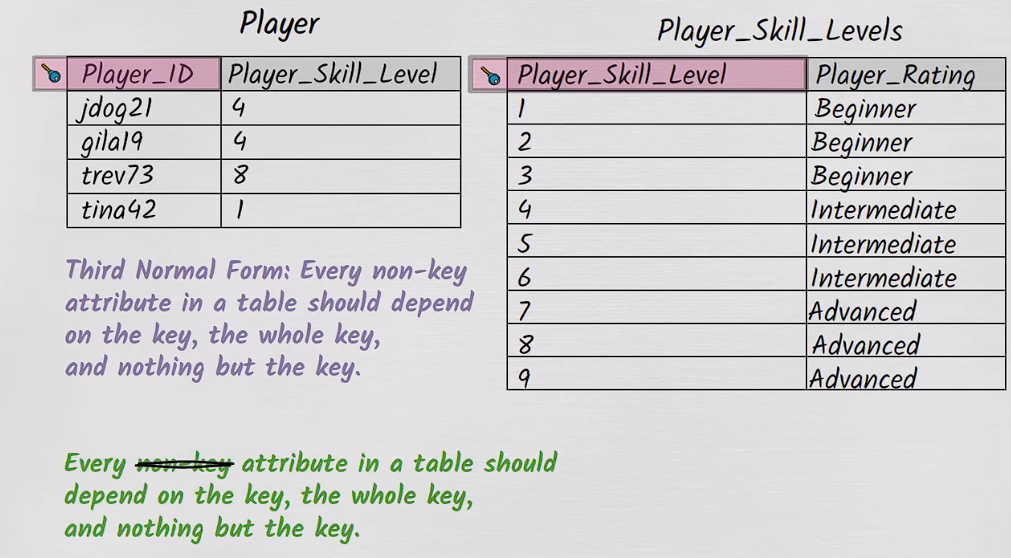 Player
Player_ID Player_Skill_Level
jdog21 4
gila19 4
trev73 8
tina42 1
Player_Skill_Levels
Player_Skill_Level Player_Rating
1 Beginner
2 Beginner
3 Beginner
4 Intermediate
5 Intermediate
6 Intermediate
7 Advanced
8 Advanced
9 Advanced
Third Normal Form: Every non-key
attribute in a table should depend
on the key, the whole key,
and nothing but the key.
Every non-key attribute in a table should
depend on the key, the whole key,
and nothing but the key.